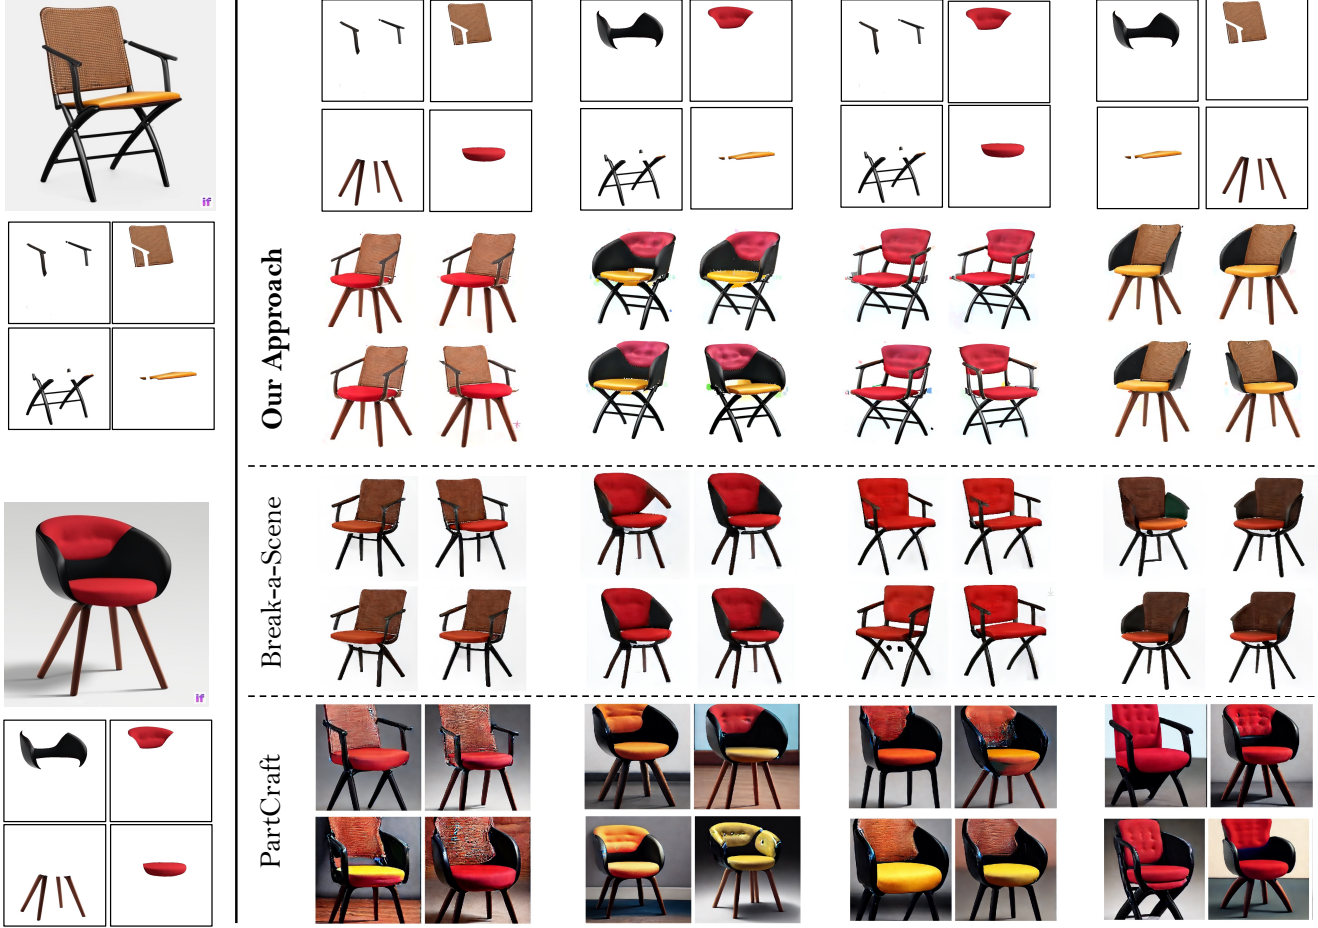 if
if
Our Approach
Break-a-Scene
PartCraft